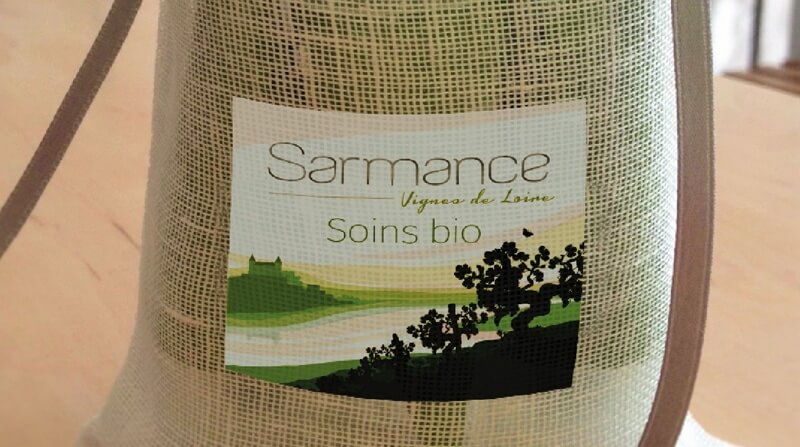 Sarmance
Vignes de Loire
Soins bio